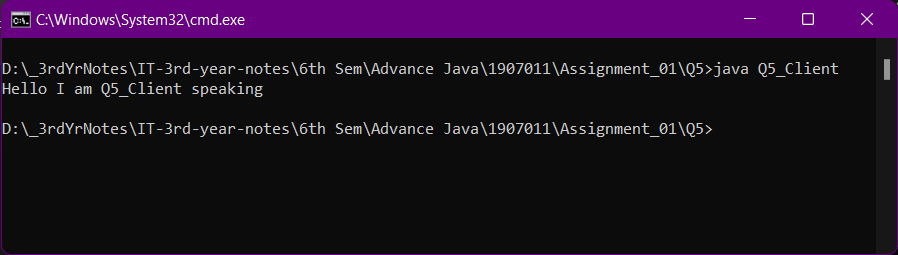 C:\Windows\System32\cmd.exe
D:\_3rdYrNotes\IT-3rd-year-notes\6th Sem\Advance Java\1907011\Assignment_01\Q5>java Q5_Client
Hello I am Q5_Client speaking
D:\_3rdYrNotes\IT-3rd-year-notes\6th Sem\Advance Java\1907011\Assignment_01\Q5>